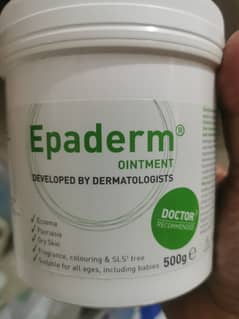 Epaderm®
OINTMENT
DEVELOPED BY DERMATOLOGISTS
DOCTOR
RECOMMENDED
✓ Eczema
✓ Psoriasis
✓ Dry Skin
✓ Fragrance, colouring & SLS* free
✓ Suitable for all ages, including babies
500g ℮